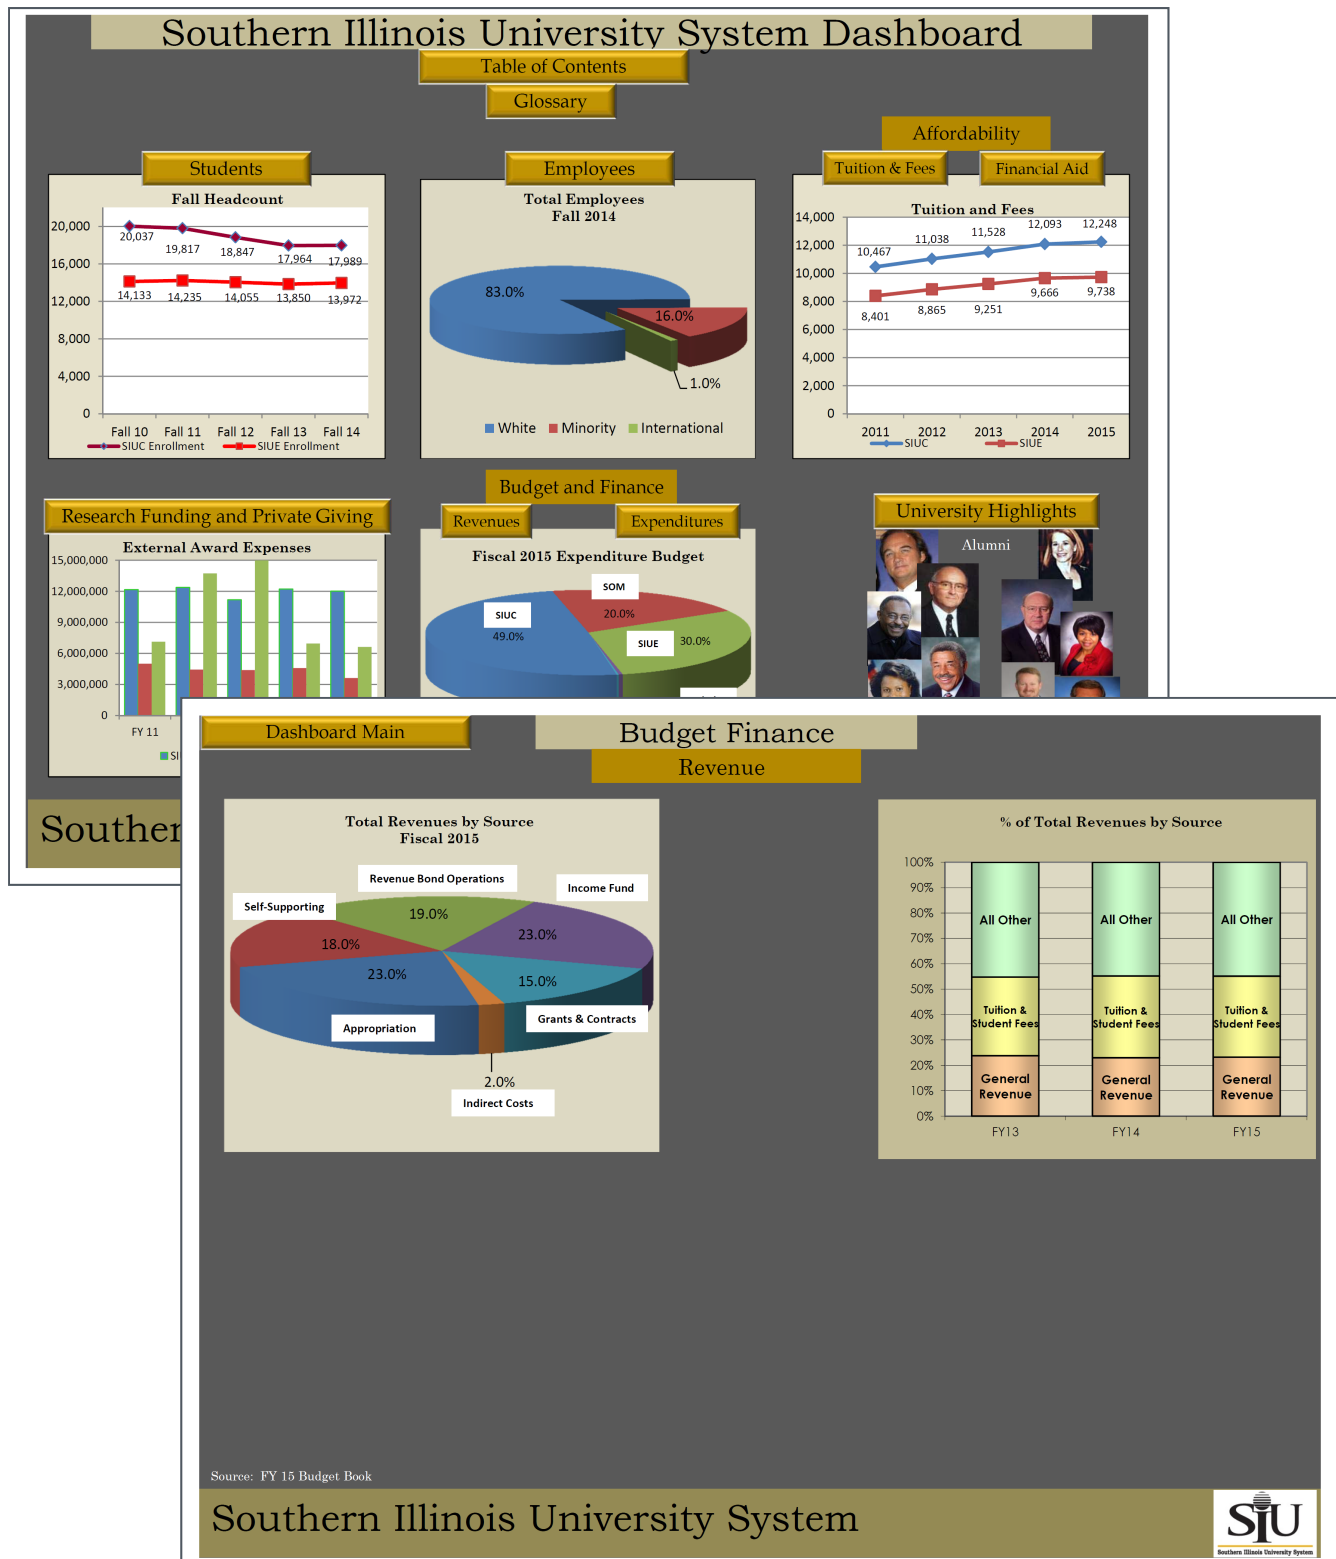 Southern Illinois University System Dashboard
Table of Contents
Glossary
Students
Fall Headcount
20,000
16,000
12,000
8,000
4,000
0
20,037
19,817
18,847
17,964
17,989
14,133
14,235
14,055
13,850
13,972
Fall 10 Fall 11 Fall 12 Fall 13 Fall 14
SIUC Enrollment SIUE Enrollment
Employees
Total Employees
Fall 2014
83.0%
16.0%
1.0%
White Minority International
Affordability
Tuition & Fees
Financial Aid
Tuition and Fees
14,000
12,000
10,000
8,000
6,000
4,000
2,000
0
10,467
11,038
11,528
12,093
12,248
8,401
8,865
9,251
9,666
9,738
2011 2012 2013 2014 2015
SIUC SIUE
Research Funding and Private Giving
External Award Expenses
15,000,000
12,000,000
9,000,000
6,000,000
3,000,000
0
FY 11
SI
Budget and Finance
Revenues
Expenditures
Fiscal 2015 Expenditure Budget
SOM
20.0%
SIUC
49.0%
SIUE
30.0%
University Highlights
Alumni
Souther
Dashboard Main
Budget Finance
Revenue
Total Revenues by Source
Fiscal 2015
Revenue Bond Operations
19.0%
Income Fund
23.0%
Self-Supporting
18.0%
23.0%
Appropriation
15.0%
Grants & Contracts
2.0%
Indirect Costs
% of Total Revenues by Source
100%
90%
80%
70%
60%
50%
40%
30%
20%
10%
0%
All Other All Other All Other
Tuition & Tuition & Tuition &
Student Fees Student Fees Student Fees
General General General
Revenue Revenue Revenue
FY13 FY14 FY15
Source: FY 15 Budget Book
Southern Illinois University System
SIU
Southern Illinois University System